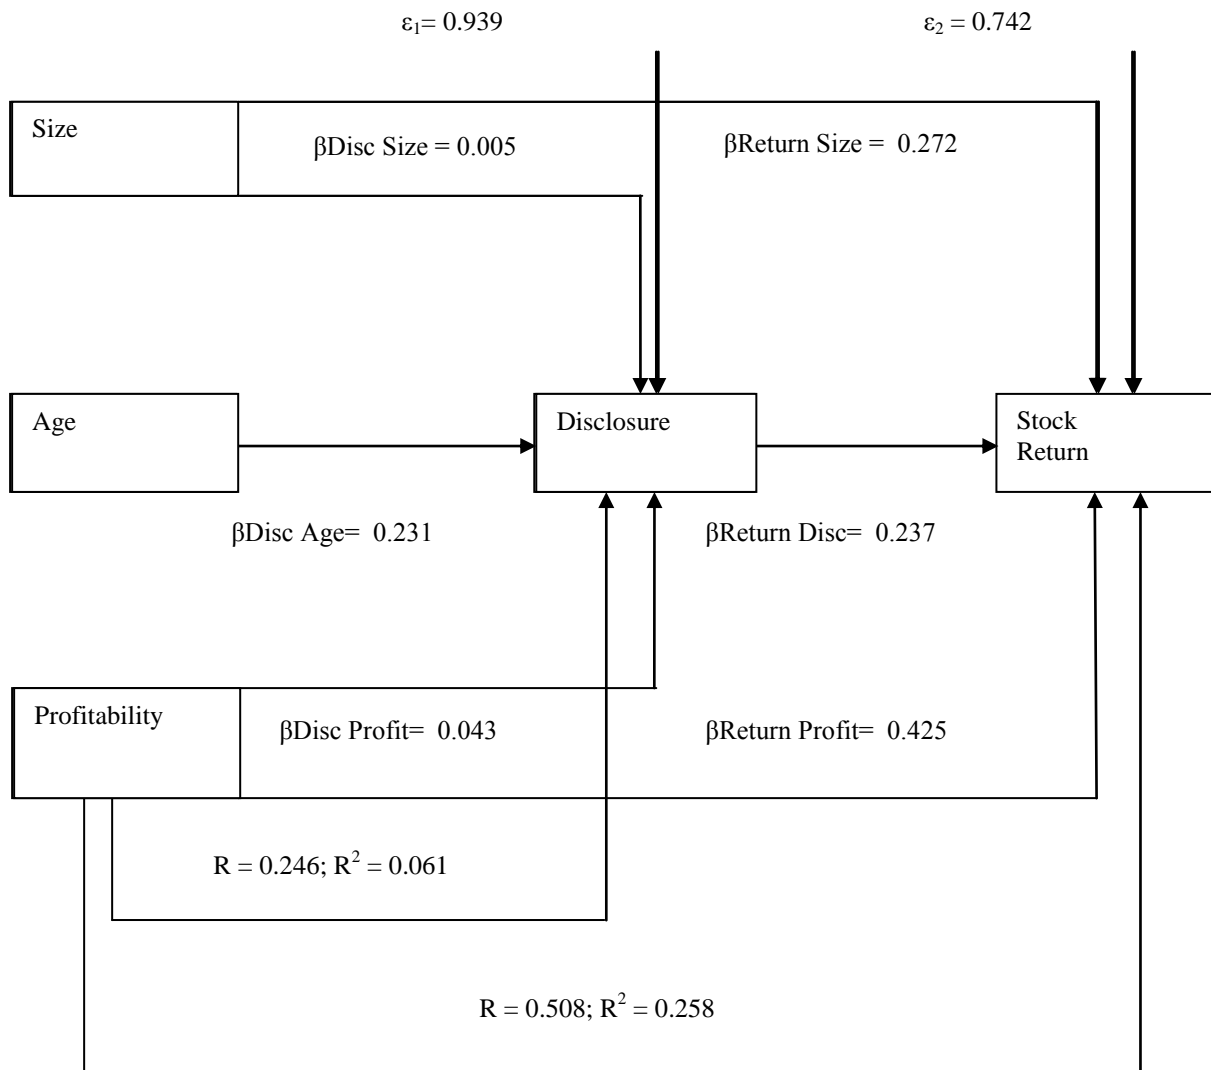 ε₁= 0.939
ε₂ = 0.742
Size
βDisc Size = 0.005
βReturn Size =  0.272
Age
Disclosure
Stock
Return
βDisc Age=  0.231
βReturn Disc=  0.237
Profitability
βDisc Profit=  0.043
βReturn Profit=  0.425
R = 0.246; R² = 0.061
R = 0.508; R² = 0.258